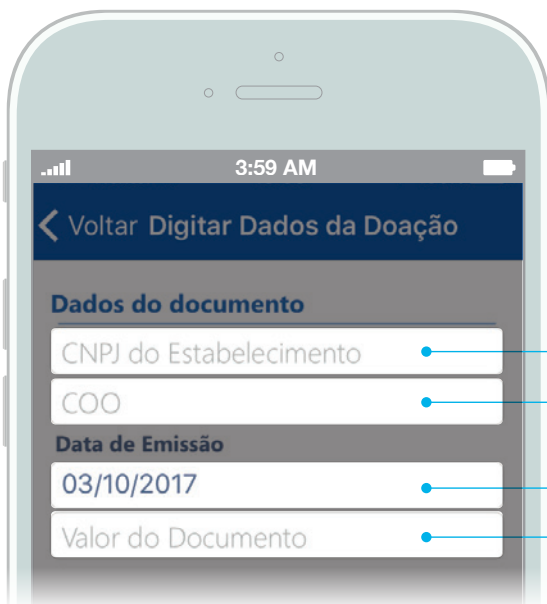 3:59 AM
Voltar Digitar Dados da Doação
Dados do documento
CNPJ do Estabelecimento
COO
Data de Emissão
03/10/2017
Valor do Documento